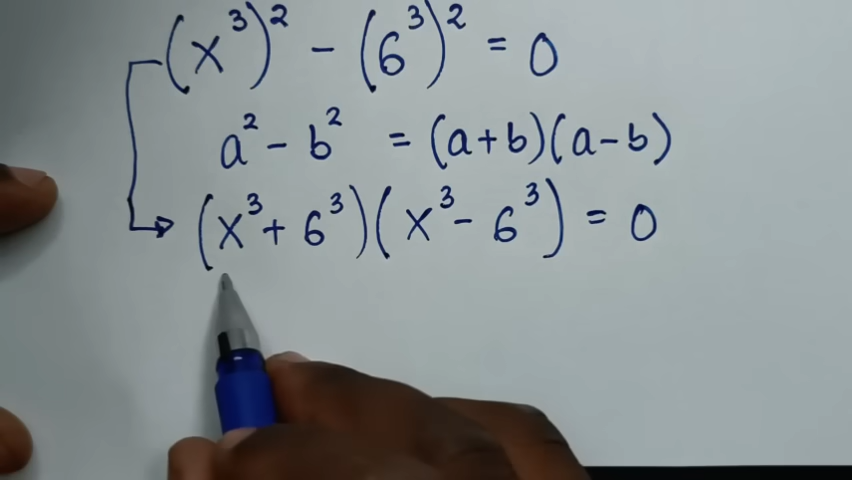 (x³)² - (6³)² = 0
a² - b² = (a+b)(a-b)
(x³ + 6³)(x³ - 6³) = 0